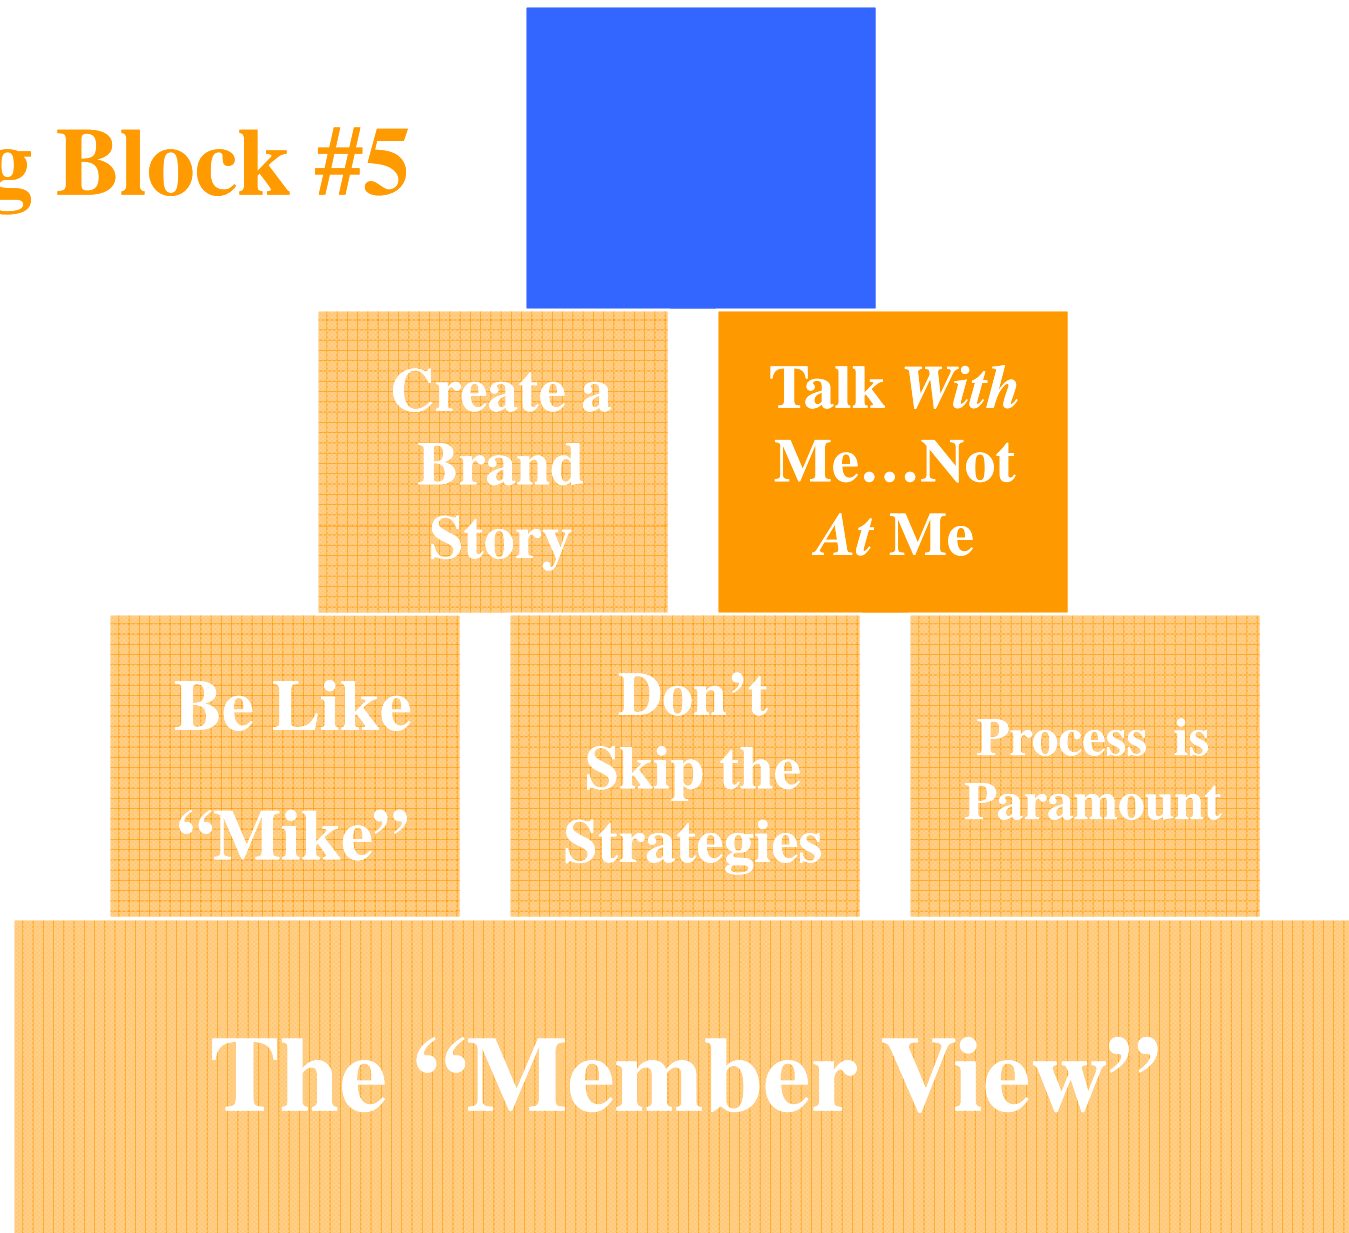 g Block #5
Create a
Brand
Story
Talk With
Me…Not
At Me
Be Like
“Mike”
Don’t
Skip the
Strategies
Process is
Paramount
The “Member View”